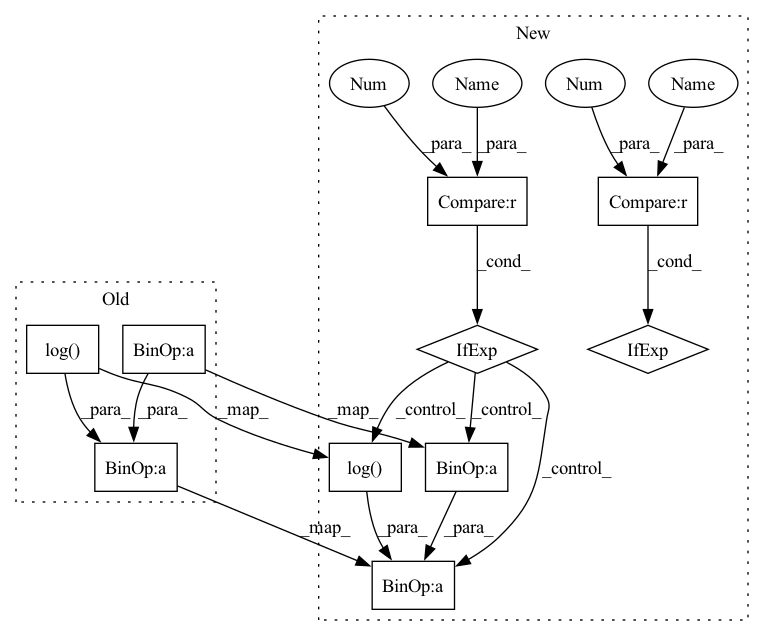 New
Num
Name
Num
Name
_para_
_para_
_para_
_para_
Compare:r
Compare:r
_cond_
_cond_
Old
log()
BinOp:a
IfExp
IfExp
_para_
_para_
_map_
_map_
_control_
_control_
BinOp:a
log()
BinOp:a
_control_
_map_
_para_
_para_
BinOp:a